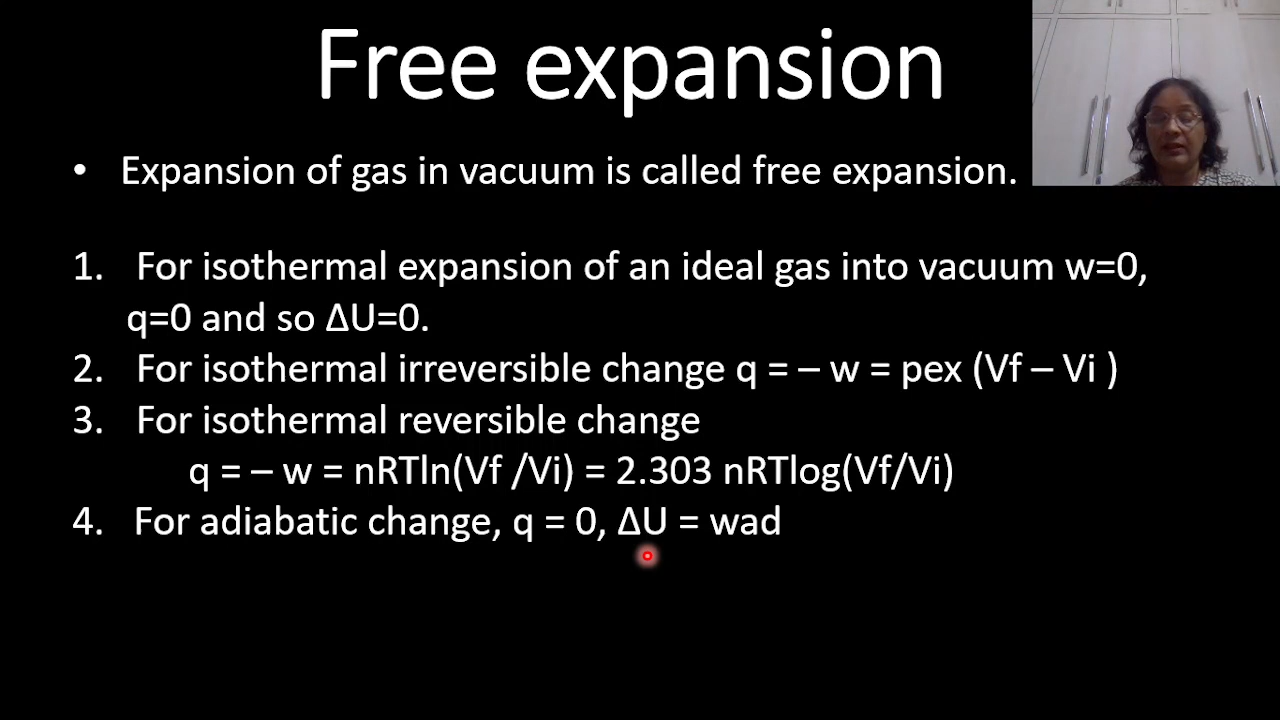 Free expansion
• Expansion of gas in vacuum is called free expansion.
1. For isothermal expansion of an ideal gas into vacuum w=0,
q=0 and so ΔU=0.
2. For isothermal irreversible change q = – w = pex (Vf – Vi )
3. For isothermal reversible change
q = – w = nRTln(Vf /Vi) = 2.303 nRTlog(Vf/Vi)
4. For adiabatic change, q = 0, ΔU = wad